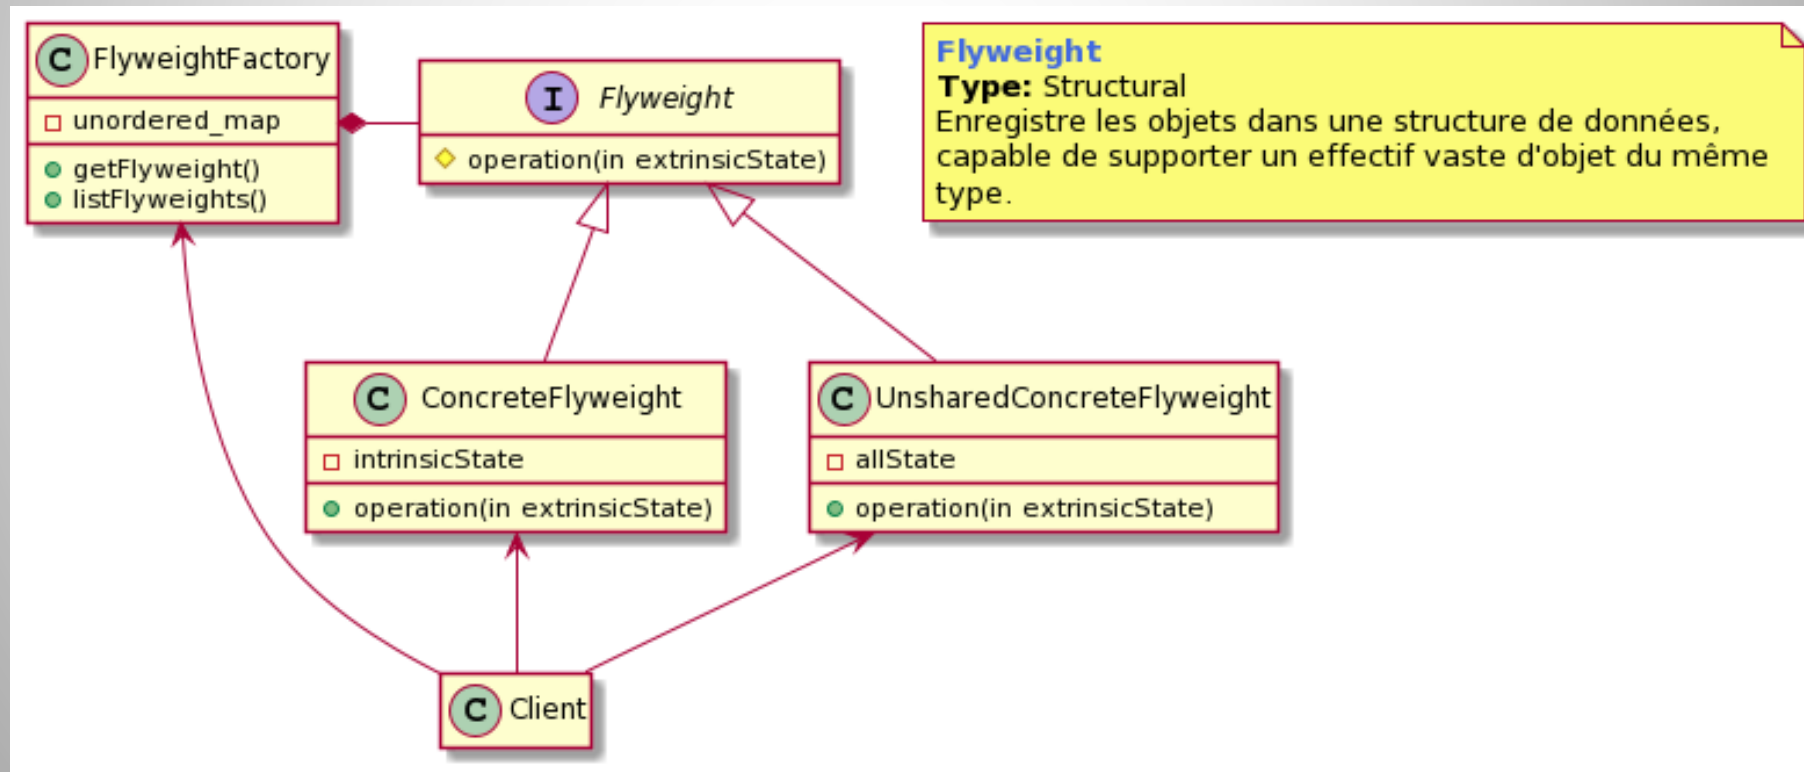 C FlyweightFactory
unordered_map
getFlyweight()
listFlyweights()
I Flyweight
operation(in extrinsicState)
Flyweight
Type: Structural
Enregistre les objets dans une structure de données,
capable de supporter un effectif vaste d'objet du même
type.
C ConcreteFlyweight
intrinsicState
operation(in extrinsicState)
C UnsharedConcreteFlyweight
allState
operation(in extrinsicState)
C Client